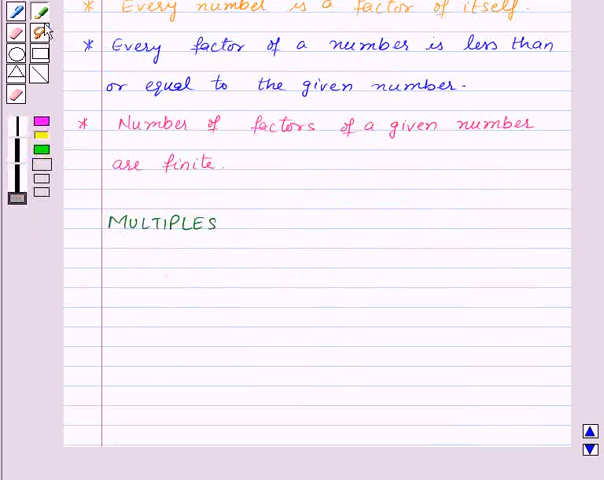 * Every number is a factor of itself.
* Every factor of a number is less than
or equal to the given number.
* Number of factors of a given number
are finite.
MULTIPLES